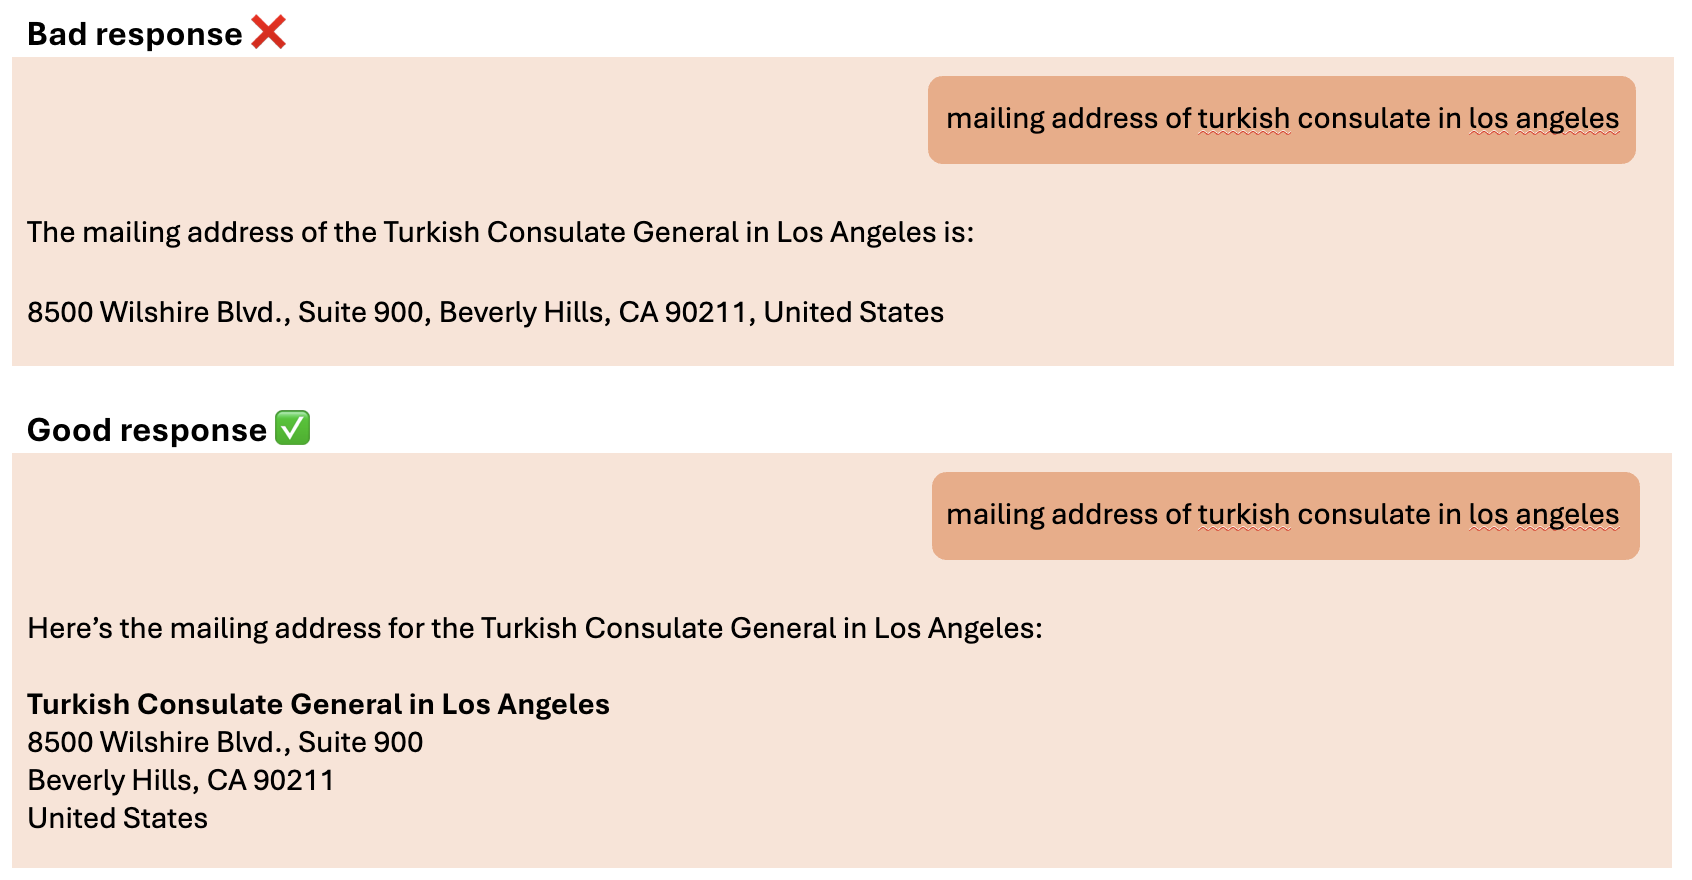 Bad response ❌
mailing address of turkish consulate in los angeles
The mailing address of the Turkish Consulate General in Los Angeles is:
8500 Wilshire Blvd., Suite 900, Beverly Hills, CA 90211, United States
Good response ✅
mailing address of turkish consulate in los angeles
Here’s the mailing address for the Turkish Consulate General in Los Angeles:
Turkish Consulate General in Los Angeles
8500 Wilshire Blvd., Suite 900
Beverly Hills, CA 90211
United States